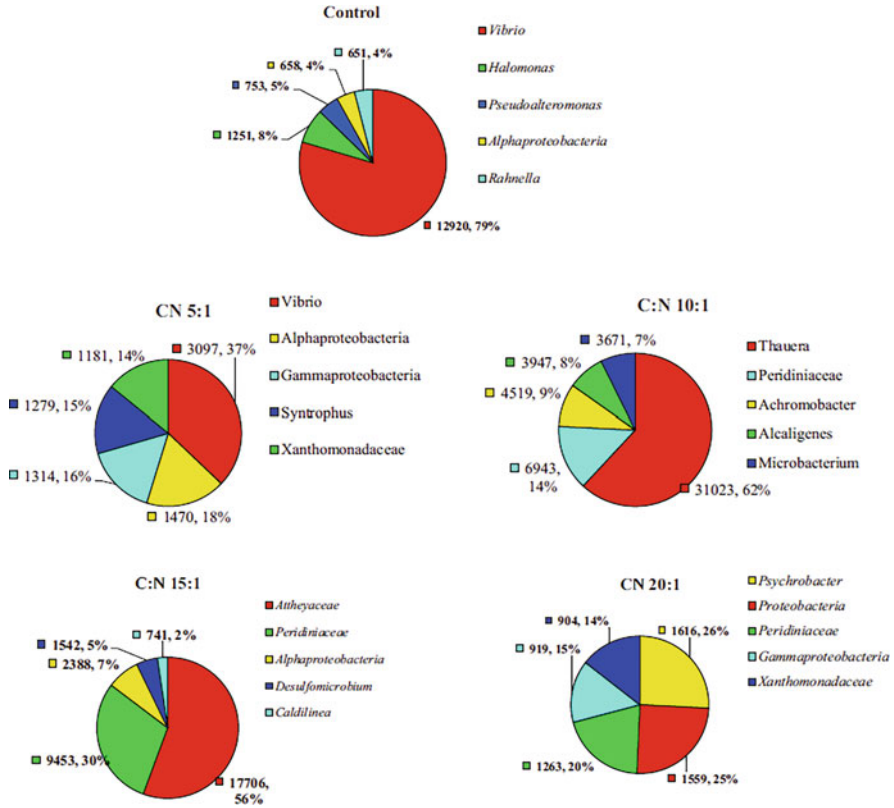 Control
Vibrio
Halomonas
Pseudoalteromonas
Alphaproteobacteria
Rahnella
651, 4%
658, 4%
753, 5%
1251, 8%
12920, 79%
CN 5:1
Vibrio
Alphaproteobacteria
Gammaproteobacteria
Syntrophus
Xanthomonadaceae
1181, 14%
3097, 37%
1279, 15%
1314, 16%
1470, 18%
C:N 10:1
Thauera
Peridiniaceae
Achromobacter
Alcaligenes
Microbacterium
3671, 7%
3947, 8%
4519, 9%
6943,
14%
31023, 62%
C:N 15:1
Attheyaceae
Peridiniaceae
Alphaproteobacteria
Desulfomicrobium
Caldilinea
741, 2%
1542, 5%
2388, 7%
9453, 30%
17706,
56%
CN 20:1
Psychrobacter
Proteobacteria
Peridiniaceae
Gammaproteobacteria
Xanthomonadaceae
904, 14%
1616, 26%
919, 15%
1263, 20%
1559, 25%